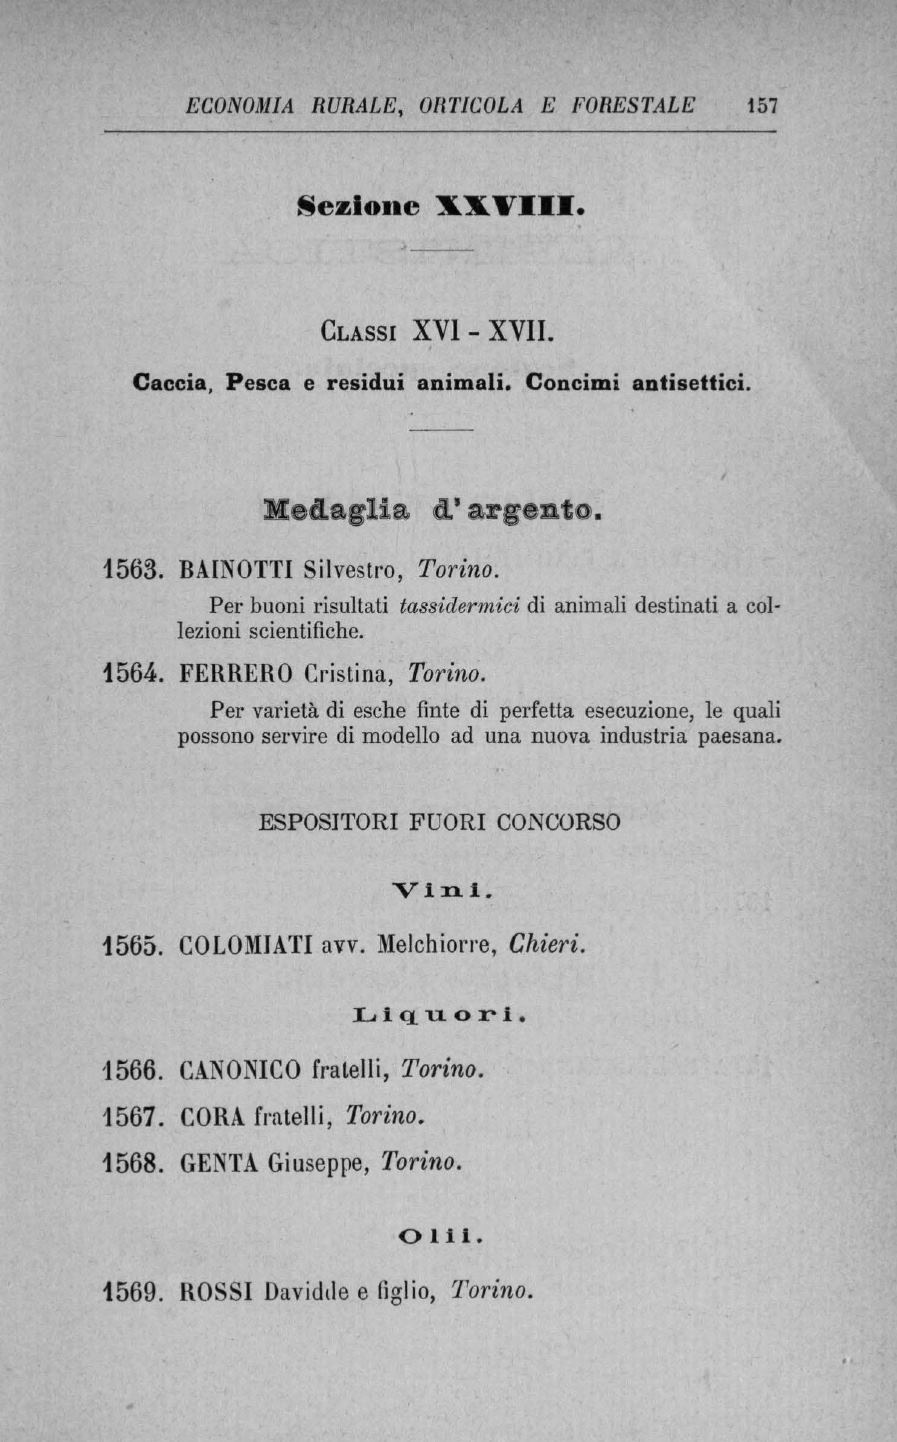 ECONOMIA RURALE, ORTICOLA E FORESTALE 157
Sezione XXVIII.
CLASSI XVI - XVII.
Caccia, Pesca e residui animali. Concimi antisettici.
Medaglia d'argento.
1563. BAINOTTI Silvestro, Torino.
Per buoni risultati tassidermici di animali destinati a col-
lezioni scientifiche.
1564. FERRERO Cristina, Torino.
Per varietà di esche finte di perfetta esecuzione, le quali
possono servire di modello ad una nuova industria paesana.
ESPOSITORI FUORI CONCORSO
Vini.
1565. COLOMIATI avv. Melchiorre, Chieri.
Liquori.
1566. CANONICO fratelli, Torino.
1567. CORA fratelli, Torino.
1568. GENTA Giuseppe, Torino.
Olii.
1569. ROSSI Davidde e figlio, Torino.